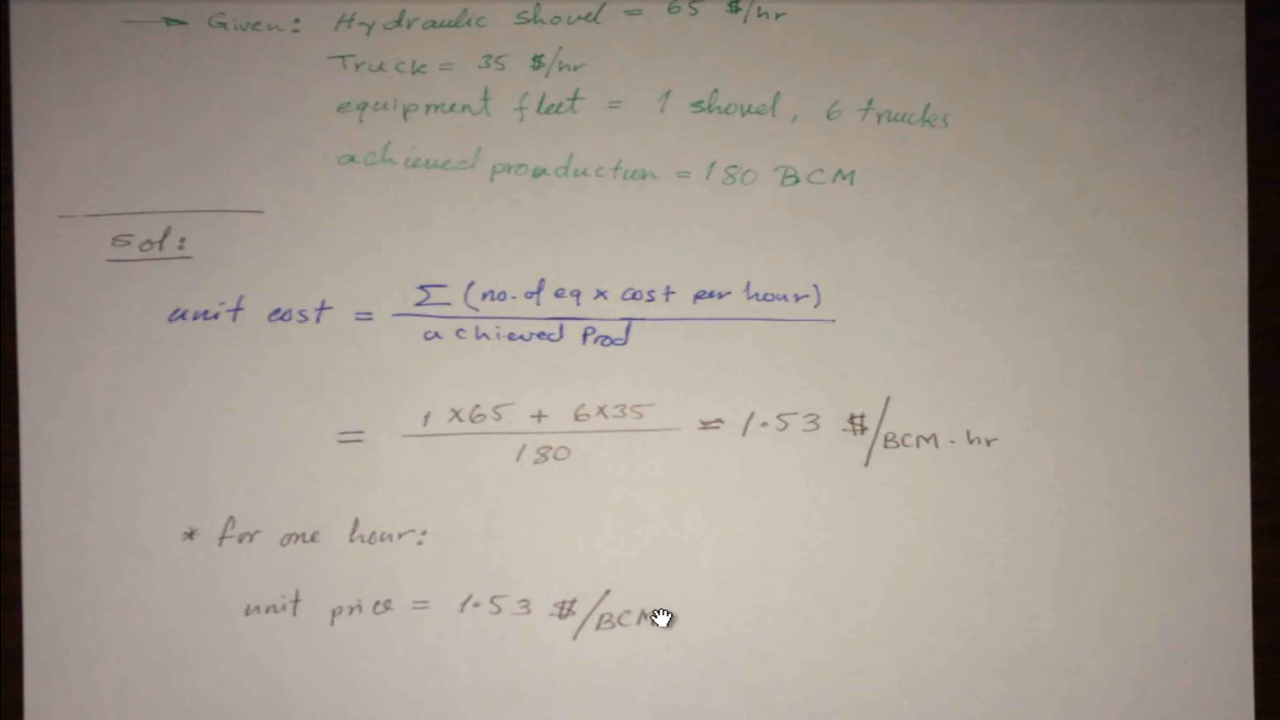 Given: Hydraulic shovel = 65 $/hr
Truck = 35 $/hr
equipment fleet = 1 shovel, 6 trucks
achieved proaduction = 180 BCM
Sol:
unit cost = Σ (no. of eq x cost per hour) / achieved Prod
= 1 x65 + 6x35 / 180 = 1.53 $/BCM.hr
* for one hour:
unit price = 1.53 $/BCM